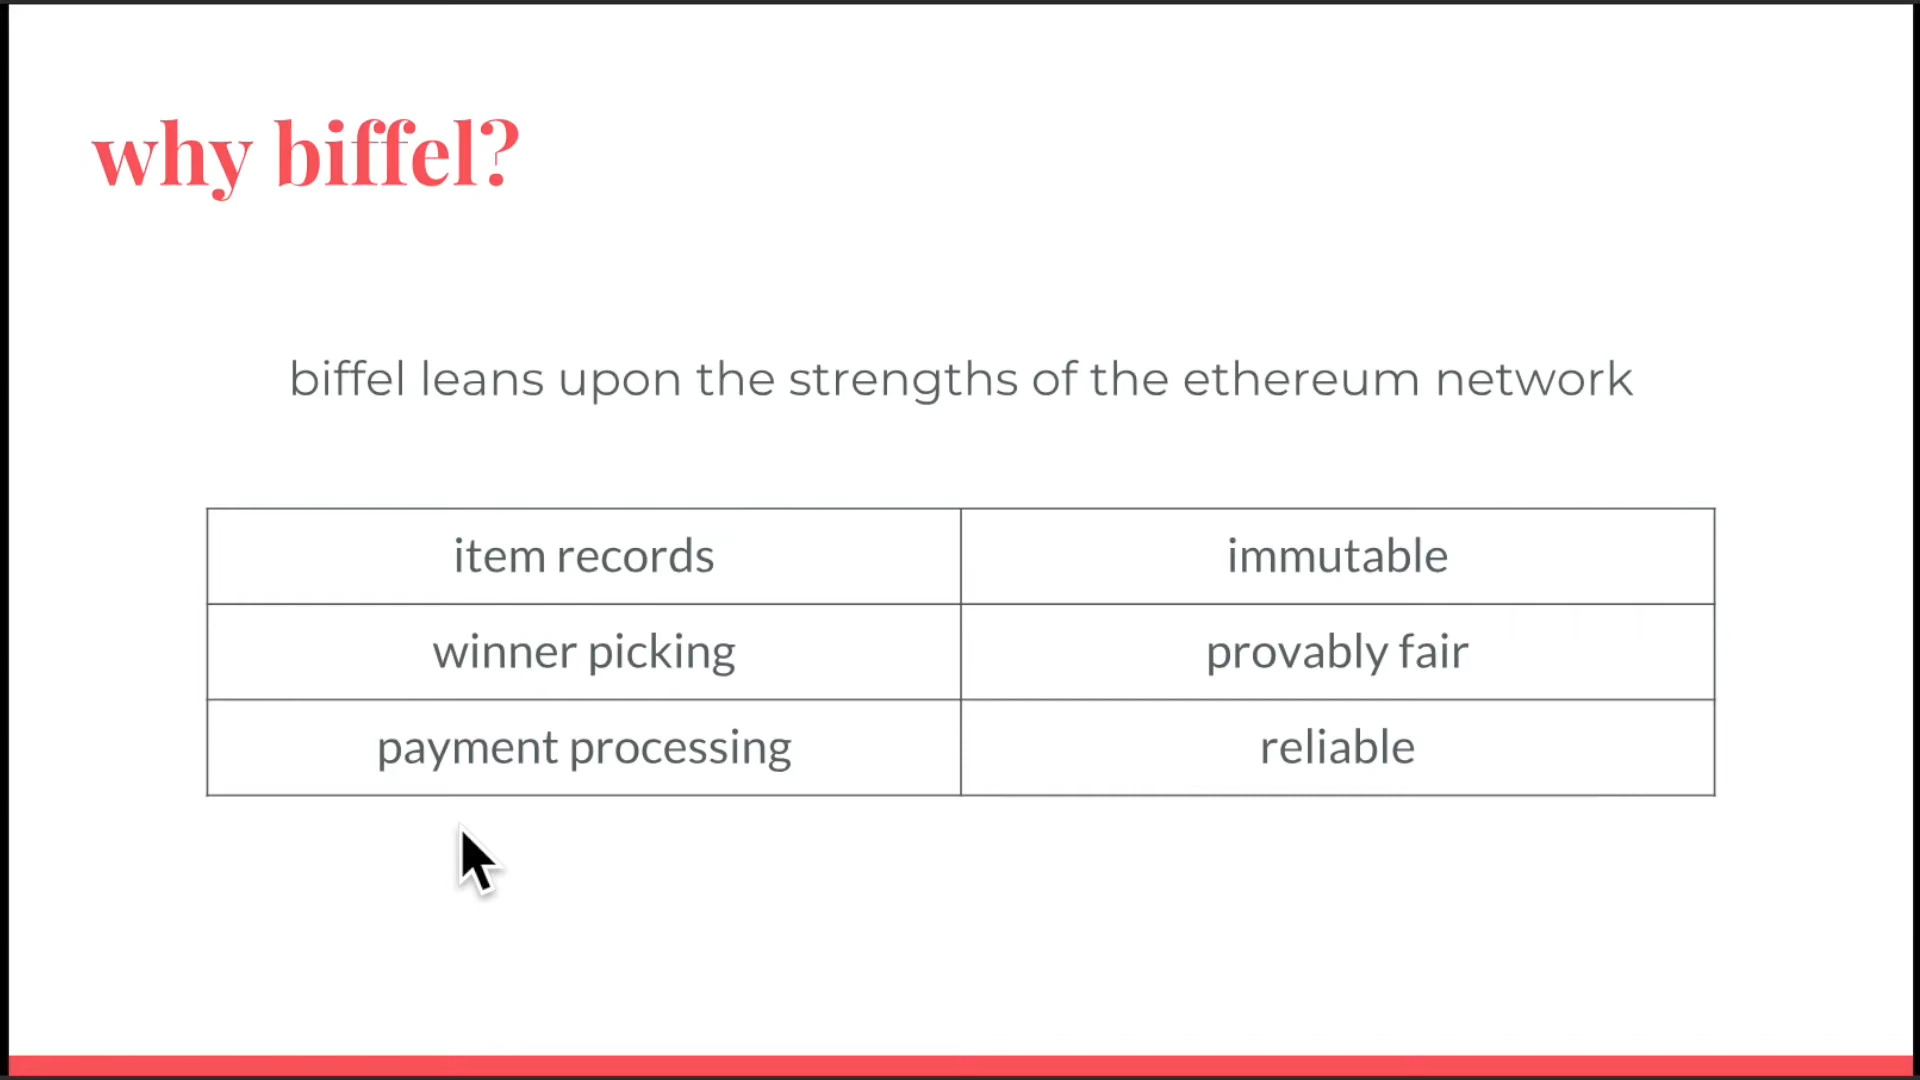 why biffel?
biffel leans upon the strengths of the ethereum network
item records immutable
winner picking provably fair
payment processing reliable